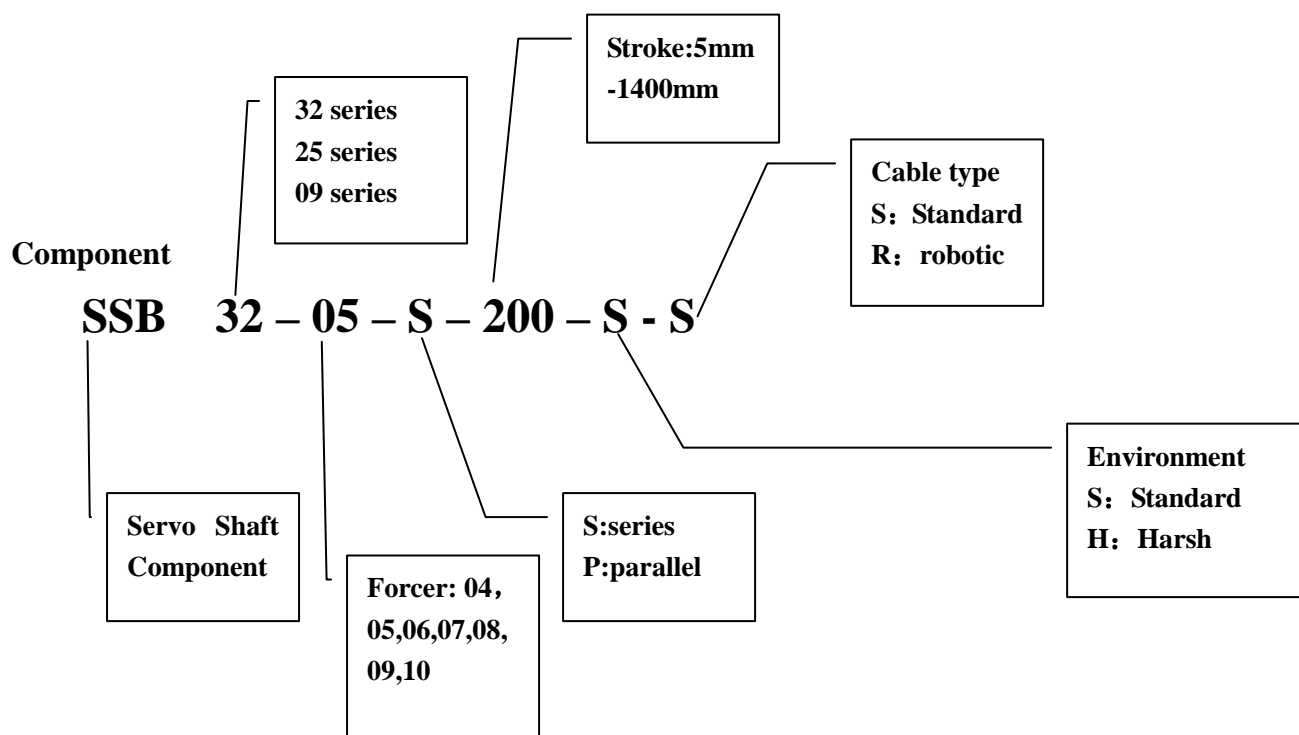 Stroke:5mm
-1400mm
32 series
25 series
09 series
Cable type
S：Standard
R：robotic
Component
SSB 32 – 05 – S – 200 – S - S
Environment
S：Standard
H：Harsh
Servo Shaft
Component
S:series
P:parallel
Forcer: 04，
05,06,07,08,
09,10